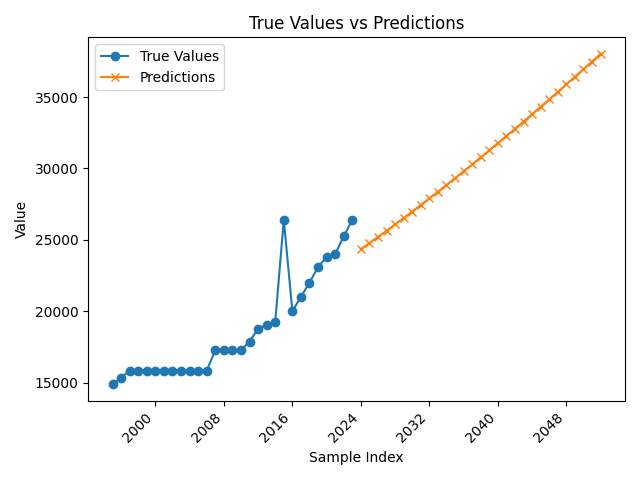 True Values vs Predictions
True Values
Predictions
Value
35000
30000
25000
20000
15000
2000
2008
2016
2024
2032
2040
2048
Sample Index